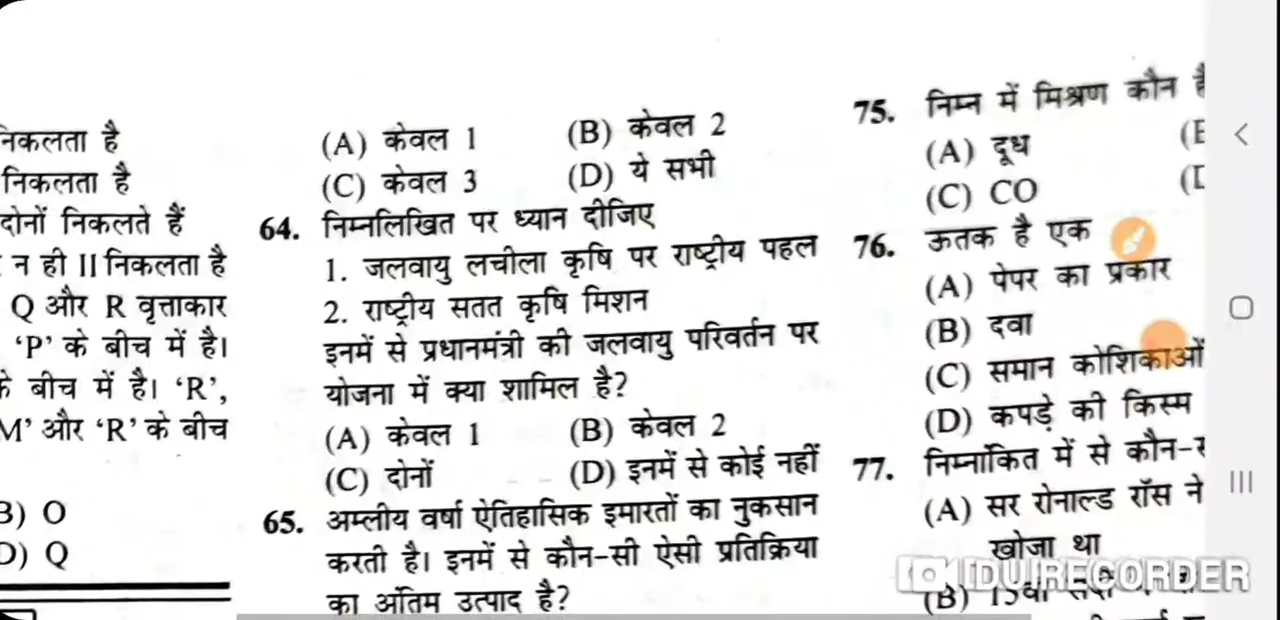 निकलता है
निकलता है
दोनों निकलते हैं
न ही II निकलता है
Q और R वृत्ताकार
'P' के बीच में है।
के बीच में है। 'R',
M' और 'R' के बीच
B) O
D) Q
(A) केवल 1 (B) केवल 2
(C) केवल 3 (D) ये सभी
64. निम्नलिखित पर ध्यान दीजिए
1. जलवायु लचीला कृषि पर राष्ट्रीय पहल
2. राष्ट्रीय सतत कृषि मिशन
इनमें से प्रधानमंत्री की जलवायु परिवर्तन पर
योजना में क्या शामिल है?
(A) केवल 1 (B) केवल 2
(C) दोनों (D) इनमें से कोई नहीं
65. अम्लीय वर्षा ऐतिहासिक इमारतों का नुकसान
करती है। इनमें से कौन-सी ऐसी प्रतिक्रिया
का अंतिम उत्पाद है?
75. निम्न में मिश्रण कौन है
(A) दूध
(C) CO
76. ऊतक है एक
(A) पेपर का प्रकार
(B) दवा
(C) समान कोशिकाओं
(D) कपड़े की किस्म
77. निम्नांकित में से कौन-
(A) सर रोनाल्ड रॉस ने
खोजा था
(B)
DU RECORDER